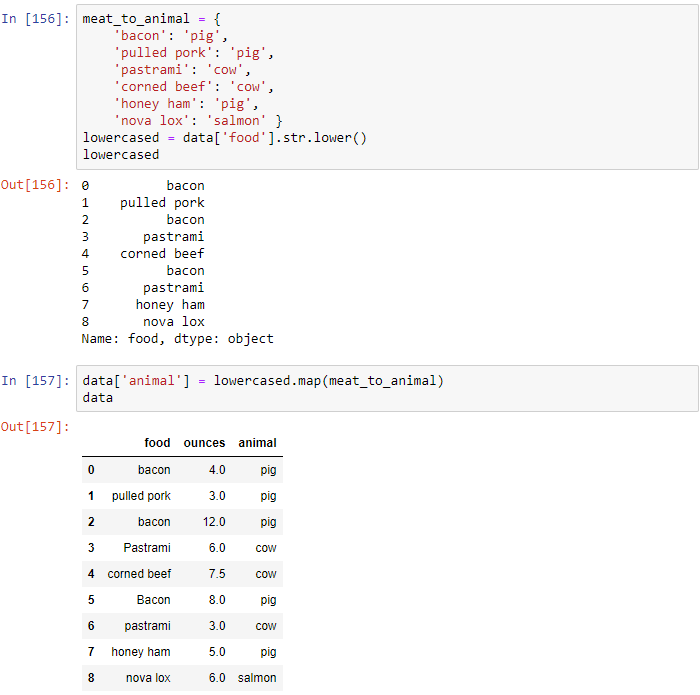 In [156]: meat_to_animal = {
    'bacon': 'pig',
    'pulled pork': 'pig',
    'pastrami': 'cow',
    'corned beef': 'cow',
    'honey ham': 'pig',
    'nova lox': 'salmon' }
lowercased = data['food'].str.lower()
lowercased
Out[156]: 0 bacon
1 pulled pork
2 bacon
3 pastrami
4 corned beef
5 bacon
6 pastrami
7 honey ham
8 nova lox
Name: food, dtype: object
In [157]: data['animal'] = lowercased.map(meat_to_animal)
data
Out[157]:
food ounces animal
0 bacon 4.0 pig
1 pulled pork 3.0 pig
2 bacon 12.0 pig
3 Pastrami 6.0 cow
4 corned beef 7.5 cow
5 Bacon 8.0 pig
6 pastrami 3.0 cow
7 honey ham 5.0 pig
8 nova lox 6.0 salmon